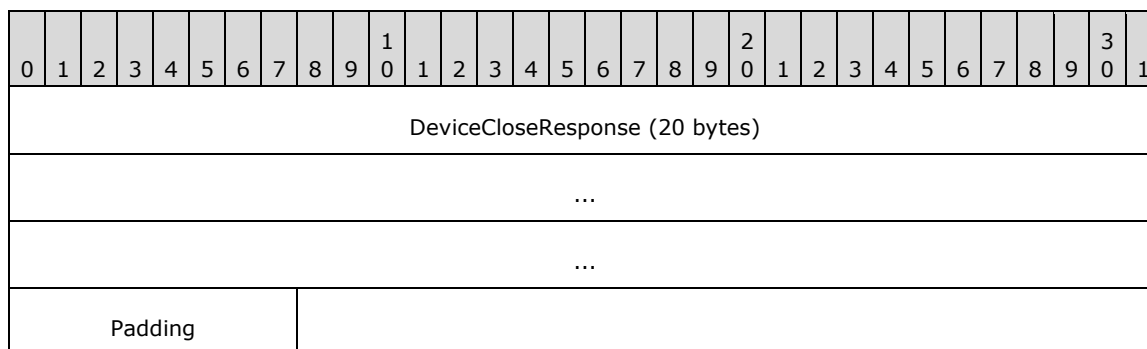 0 1 2 3 4 5 6 7 8 9 1 0 1 2 3 4 5 6 7 8 9 2 0 1 2 3 4 5 6 7 8 9 3 0 1
DeviceCloseResponse (20 bytes)
...
...
Padding